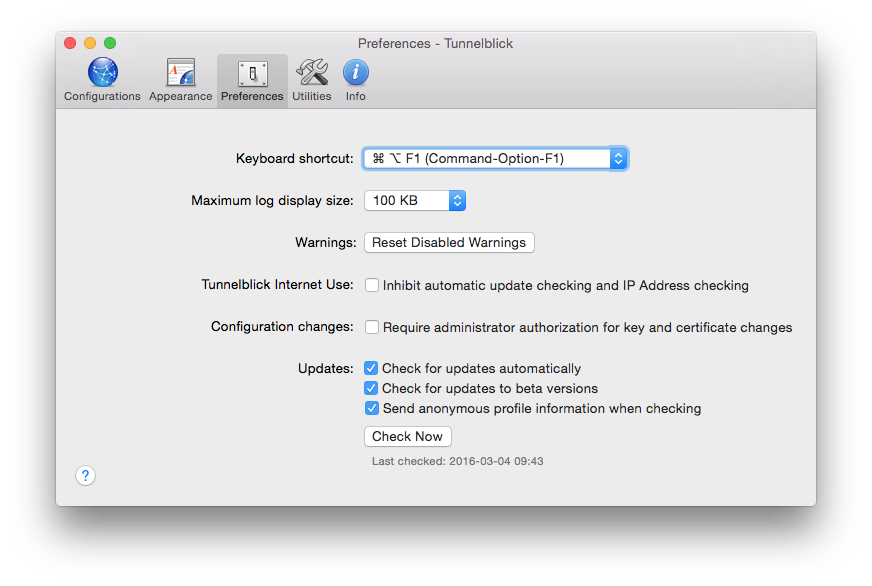 Preferences - Tunnelblick
Configurations Appearance Preferences Utilities Info
Keyboard shortcut: ⌘ ⌥ F1 (Command-Option-F1)
Maximum log display size: 100 KB
Warnings: Reset Disabled Warnings
Tunnelblick Internet Use: Inhibit automatic update checking and IP Address checking
Configuration changes: Require administrator authorization for key and certificate changes
Updates: Check for updates automatically
Check for updates to beta versions
Send anonymous profile information when checking
Check Now
Last checked: 2016-03-04 09:43
?